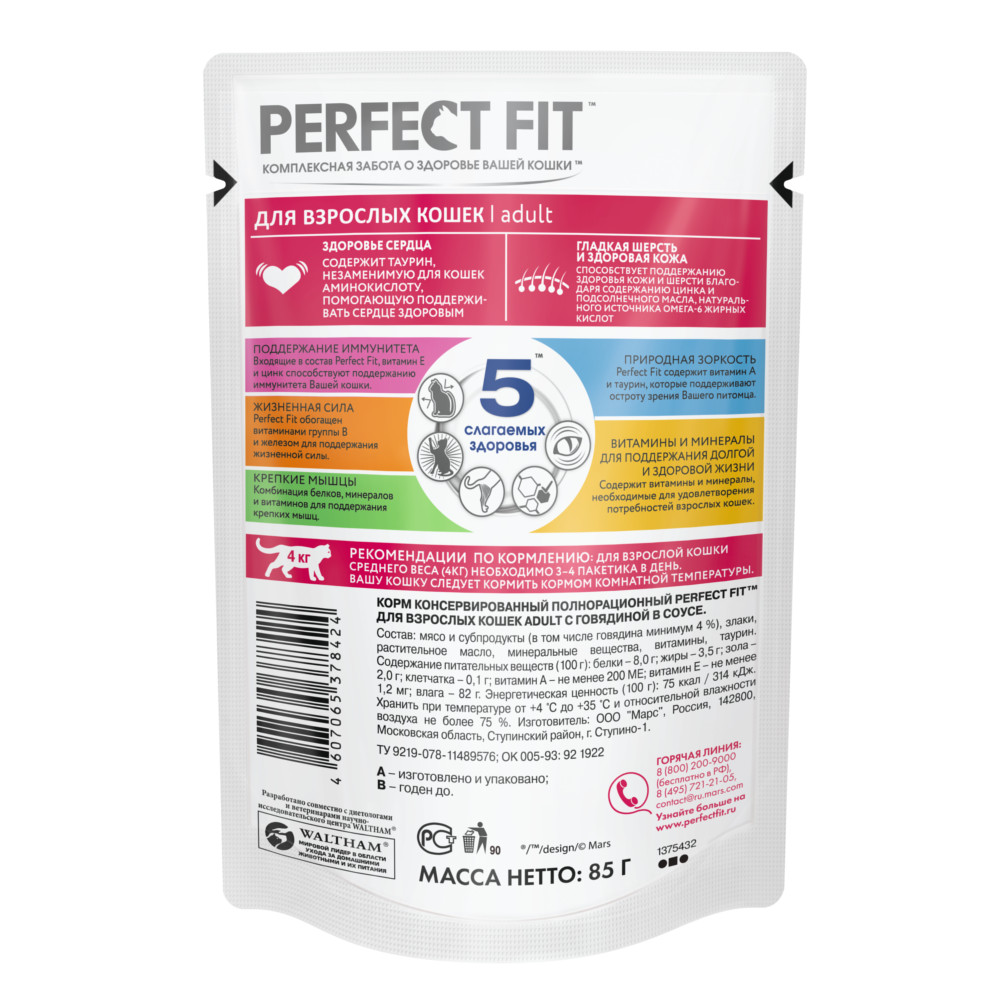 PERFECT FIT™
КОМПЛЕКСНАЯ ЗАБОТА О ЗДОРОВЬЕ ВАШЕЙ КОШКИ™
ДЛЯ ВЗРОСЛЫХ КОШЕК | adult
ЗДОРОВЬЕ СЕРДЦА
СОДЕРЖИТ ТАУРИН,
НЕЗАМЕНИМУЮ ДЛЯ КОШЕК
АМИНОКИСЛОТУ,
ПОМОГАЮЩУЮ ПОДДЕРЖИ-
ВАТЬ СЕРДЦЕ ЗДОРОВЫМ
ГЛАДКАЯ ШЕРСТЬ
И ЗДОРОВАЯ КОЖА
СПОСОБСТВУЕТ ПОДДЕРЖАНИЮ
ЗДОРОВЬЯ КОЖИ И ШЕРСТИ БЛАГО-
ДАРЯ СОДЕРЖАНИЮ ЦИНКА И
ПОДСОЛНЕЧНОГО МАСЛА, НАТУРАЛЬ-
НОГО ИСТОЧНИКА ОМЕГА-6 ЖИРНЫХ
КИСЛОТ
ПОДДЕРЖАНИЕ ИММУНИТЕТА
Входящие в состав Perfect Fit, витамин Е
и цинк способствуют поддержанию
иммунитета Вашей кошки.
ЖИЗНЕННАЯ СИЛА
Perfect Fit обогащен
витаминами группы В
и железом для поддержания
жизненной силы.
КРЕПКИЕ МЫШЦЫ
Комбинация белков, минералов
и витаминов для поддержания
крепких мышц.
5™
слагаемых
здоровья
ПРИРОДНАЯ ЗОРКОСТЬ
Perfect Fit содержит витамин А
и таурин, которые поддерживают
остроту зрения Вашего питомца.
ВИТАМИНЫ И МИНЕРАЛЫ
ДЛЯ ПОДДЕРЖАНИЯ ДОЛГОЙ
И ЗДОРОВОЙ ЖИЗНИ
Содержит витамины и минералы,
необходимые для удовлетворения
потребностей взрослых кошек.
4 кг
РЕКОМЕНДАЦИИ ПО КОРМЛЕНИЮ: ДЛЯ ВЗРОСЛОЙ КОШКИ
СРЕДНЕГО ВЕСА (4КГ) НЕОБХОДИМО 3-4 ПАКЕТИКА В ДЕНЬ.
ВАШУ КОШКУ СЛЕДУЕТ КОРМИТЬ КОРМОМ КОМНАТНОЙ ТЕМПЕРАТУРЫ.
КОРМ КОНСЕРВИРОВАННЫЙ ПОЛНОРАЦИОННЫЙ PERFECT FIT™
ДЛЯ ВЗРОСЛЫХ КОШЕК ADULT С ГОВЯДИНОЙ В СОУСЕ.
Состав: мясо и субпродукты (в том числе говядина минимум 4 %), злаки,
растительное масло, минеральные вещества, витамины, таурин.
Содержание питательных веществ (100 г): белки – 8,0 г; жиры – 3,5 г; зола –
2,0 г; клетчатка – 0,1 г; витамин А – не менее 200 МЕ; витамин Е – не менее
1,2 мг; влага – 82 г. Энергетическая ценность (100 г): 75 ккал / 314 кДж.
Хранить при температуре от +4 °С до +35 °С и относительной влажности
воздуха не более 75 %. Изготовитель: ООО "Марс", Россия, 142800,
Московская область, Ступинский район, г. Ступино-1.
ТУ 9219-078-11489576; ОК 005-93: 92 1922
А – изготовлено и упаковано;
В – годен до.
4 607065 378424
ГОРЯЧАЯ ЛИНИЯ:
8 (800) 200-9000
(бесплатно в РФ),
8 (495) 721-21-05,
contact@ru.mars.com
Узнайте больше на
www.perfectfit.ru
Разработано совместно с диетологами
и ветеринарами научно-
исследовательского центра WALTHAM®
WALTHAM®
МИРОВОЙ ЛИДЕР В ОБЛАСТИ
УХОДА ЗА ДОМАШНИМИ
ЖИВОТНЫМИ И ИХ ПИТАНИЯ
РСТ
90
®/™/design/© Mars
1375432
МАССА НЕТТО: 85 Г